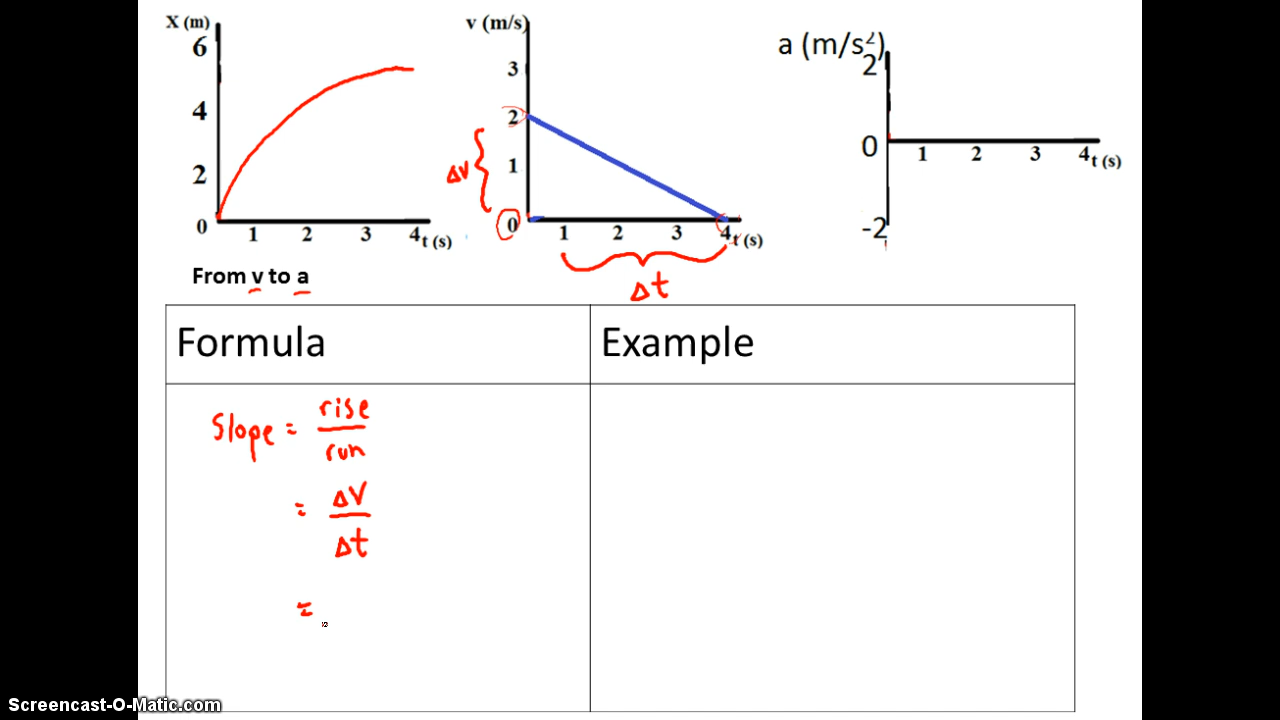 X (m)
6
4
2
0
1 2 3 4 t (s)
v (m/s)
3
2
1
0
1 2 3 4 t (s)
Δv
Δt
a (m/s²)
2
0
-2
1 2 3 4 t (s)
From v to a
Formula
Example
Slope = rise
run
= Δv
Δt
=
Screencast-O-Matic.com